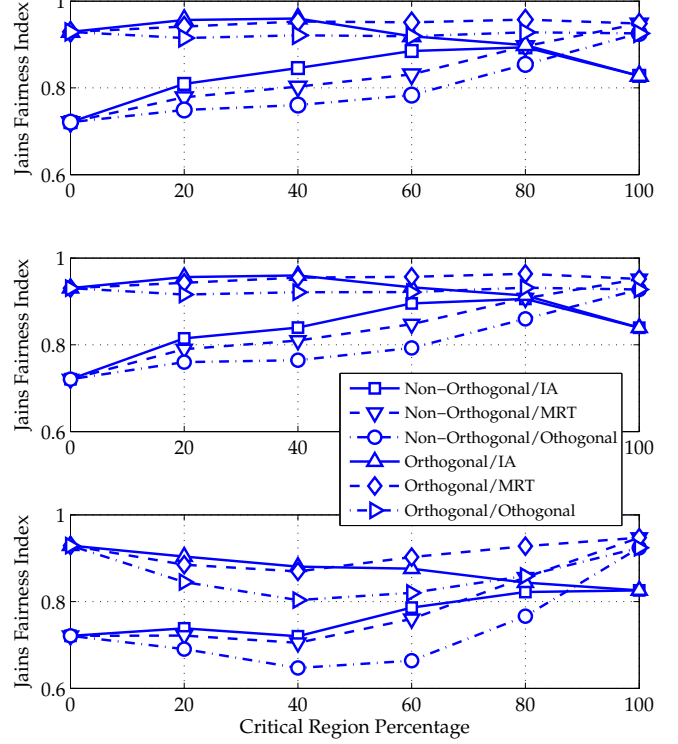 1
0.8
0.6
Jains Fairness Index
0 20 40 60 80 100
1
0.8
0.6
Jains Fairness Index
0 20 40 60 80 100
Non-Orthogonal/IA
Non-Orthogonal/MRT
Non-Orthogonal/Othogonal
Orthogonal/IA
Orthogonal/MRT
Orthogonal/Othogonal
1
0.8
0.6
Jains Fairness Index
0 20 40 60 80 100
Critical Region Percentage